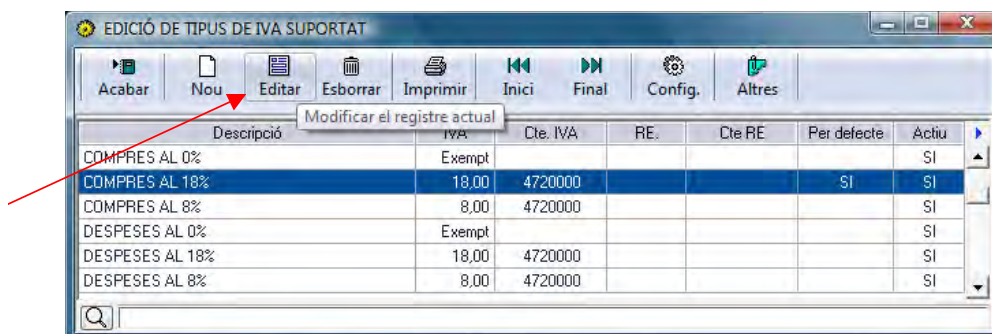 EDICIÓ DE TIPUS DE IVA SUPORTAT
Acabar Nou Editar Esborrar Imprimir Inici Final Config. Altres
Modificar el registre actual
Descripció IVA Cte. IVA RE. Cte RE Per defecte Actiu
COMPRES AL 0% Exempt SI
COMPRES AL 18% 18,00 4720000 SI SI
COMPRES AL 8% 8,00 4720000 SI
DESPESES AL 0% Exempt SI
DESPESES AL 18% 18,00 4720000 SI
DESPESES AL 8% 8,00 4720000 SI